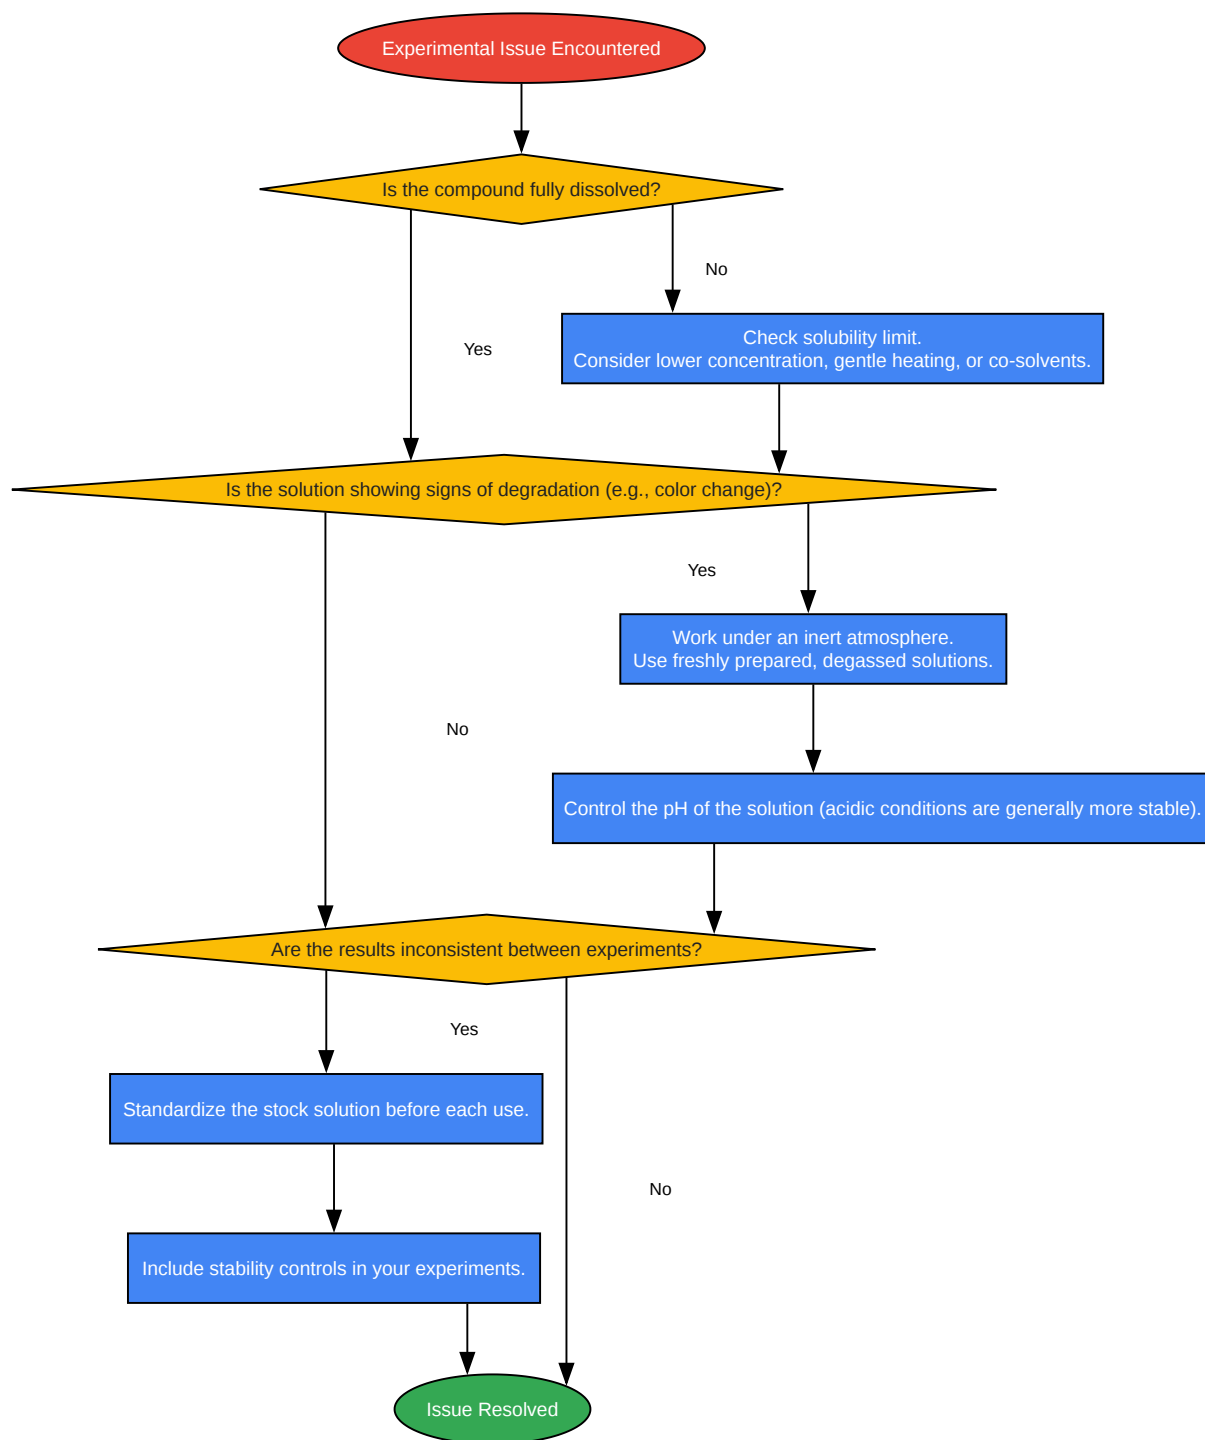 Experimental Issue Encountered
Is the compound fully dissolved?
No
Check solubility limit.
Consider lower concentration, gentle heating, or co-solvents.
Yes
Is the solution showing signs of degradation (e.g., color change)?
Yes
Work under an inert atmosphere.
Use freshly prepared, degassed solutions.
No
Control the pH of the solution (acidic conditions are generally more stable).
Are the results inconsistent between experiments?
Yes
Standardize the stock solution before each use.
No
Include stability controls in your experiments.
Issue Resolved